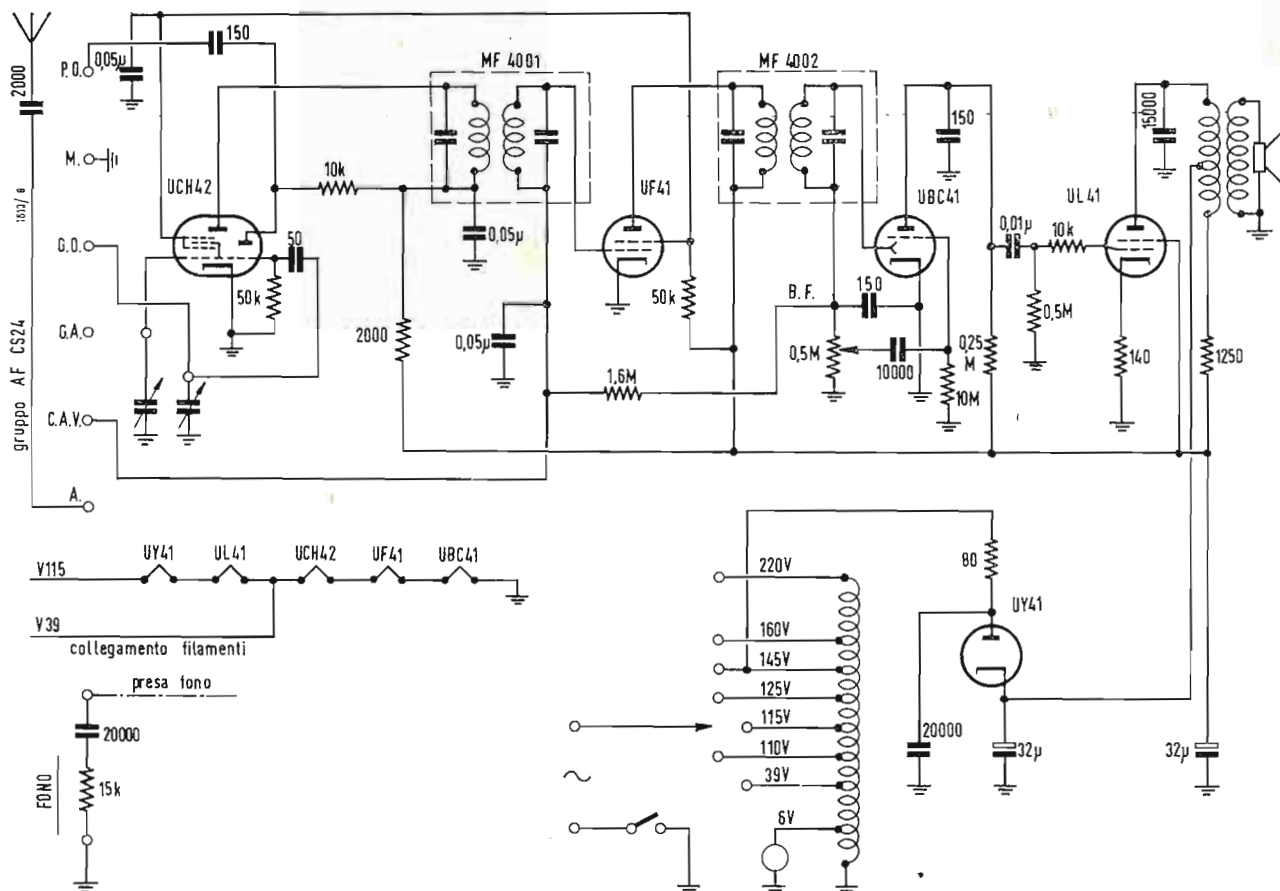 2000
P.O.
0,05µ
150
MF 4001
MF 4002
150
15000
M.
UCH42
10k
UF41
UBC41
0,01µ
10k
UL41
G.O.
50
0,05µ
50k
50k
B.F.
150
0,5M
G.A.
2000
0,05µ
0,5M
10000
0,25
M
140
1250
1,6M
10M
gruppo AF CS24
C.A.V.
A.
V115
UY41
UL41
UCH42
UF41
UBC41
V39
collegamento filamenti
presa fono
20000
15k
FONO
220V
160V
145V
125V
115V
110V
39V
6V
80
UY41
20000
32µ
32µ